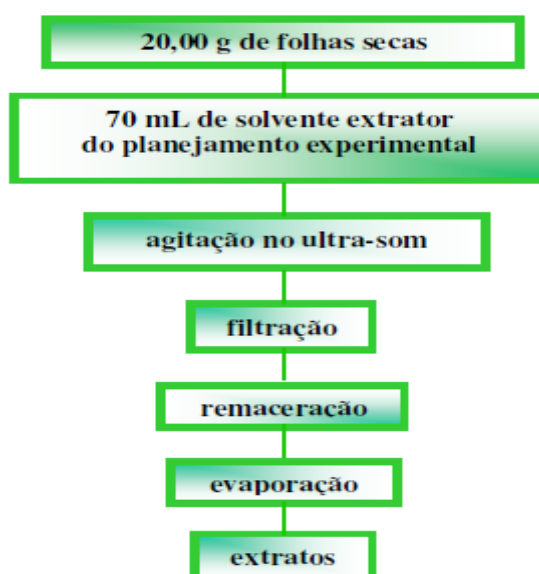 20,00 g de folhas secas
70 mL de solvente extrator
do planejamento experimental
agitação no ultra-som
filtração
remaceração
evaporação
extratos